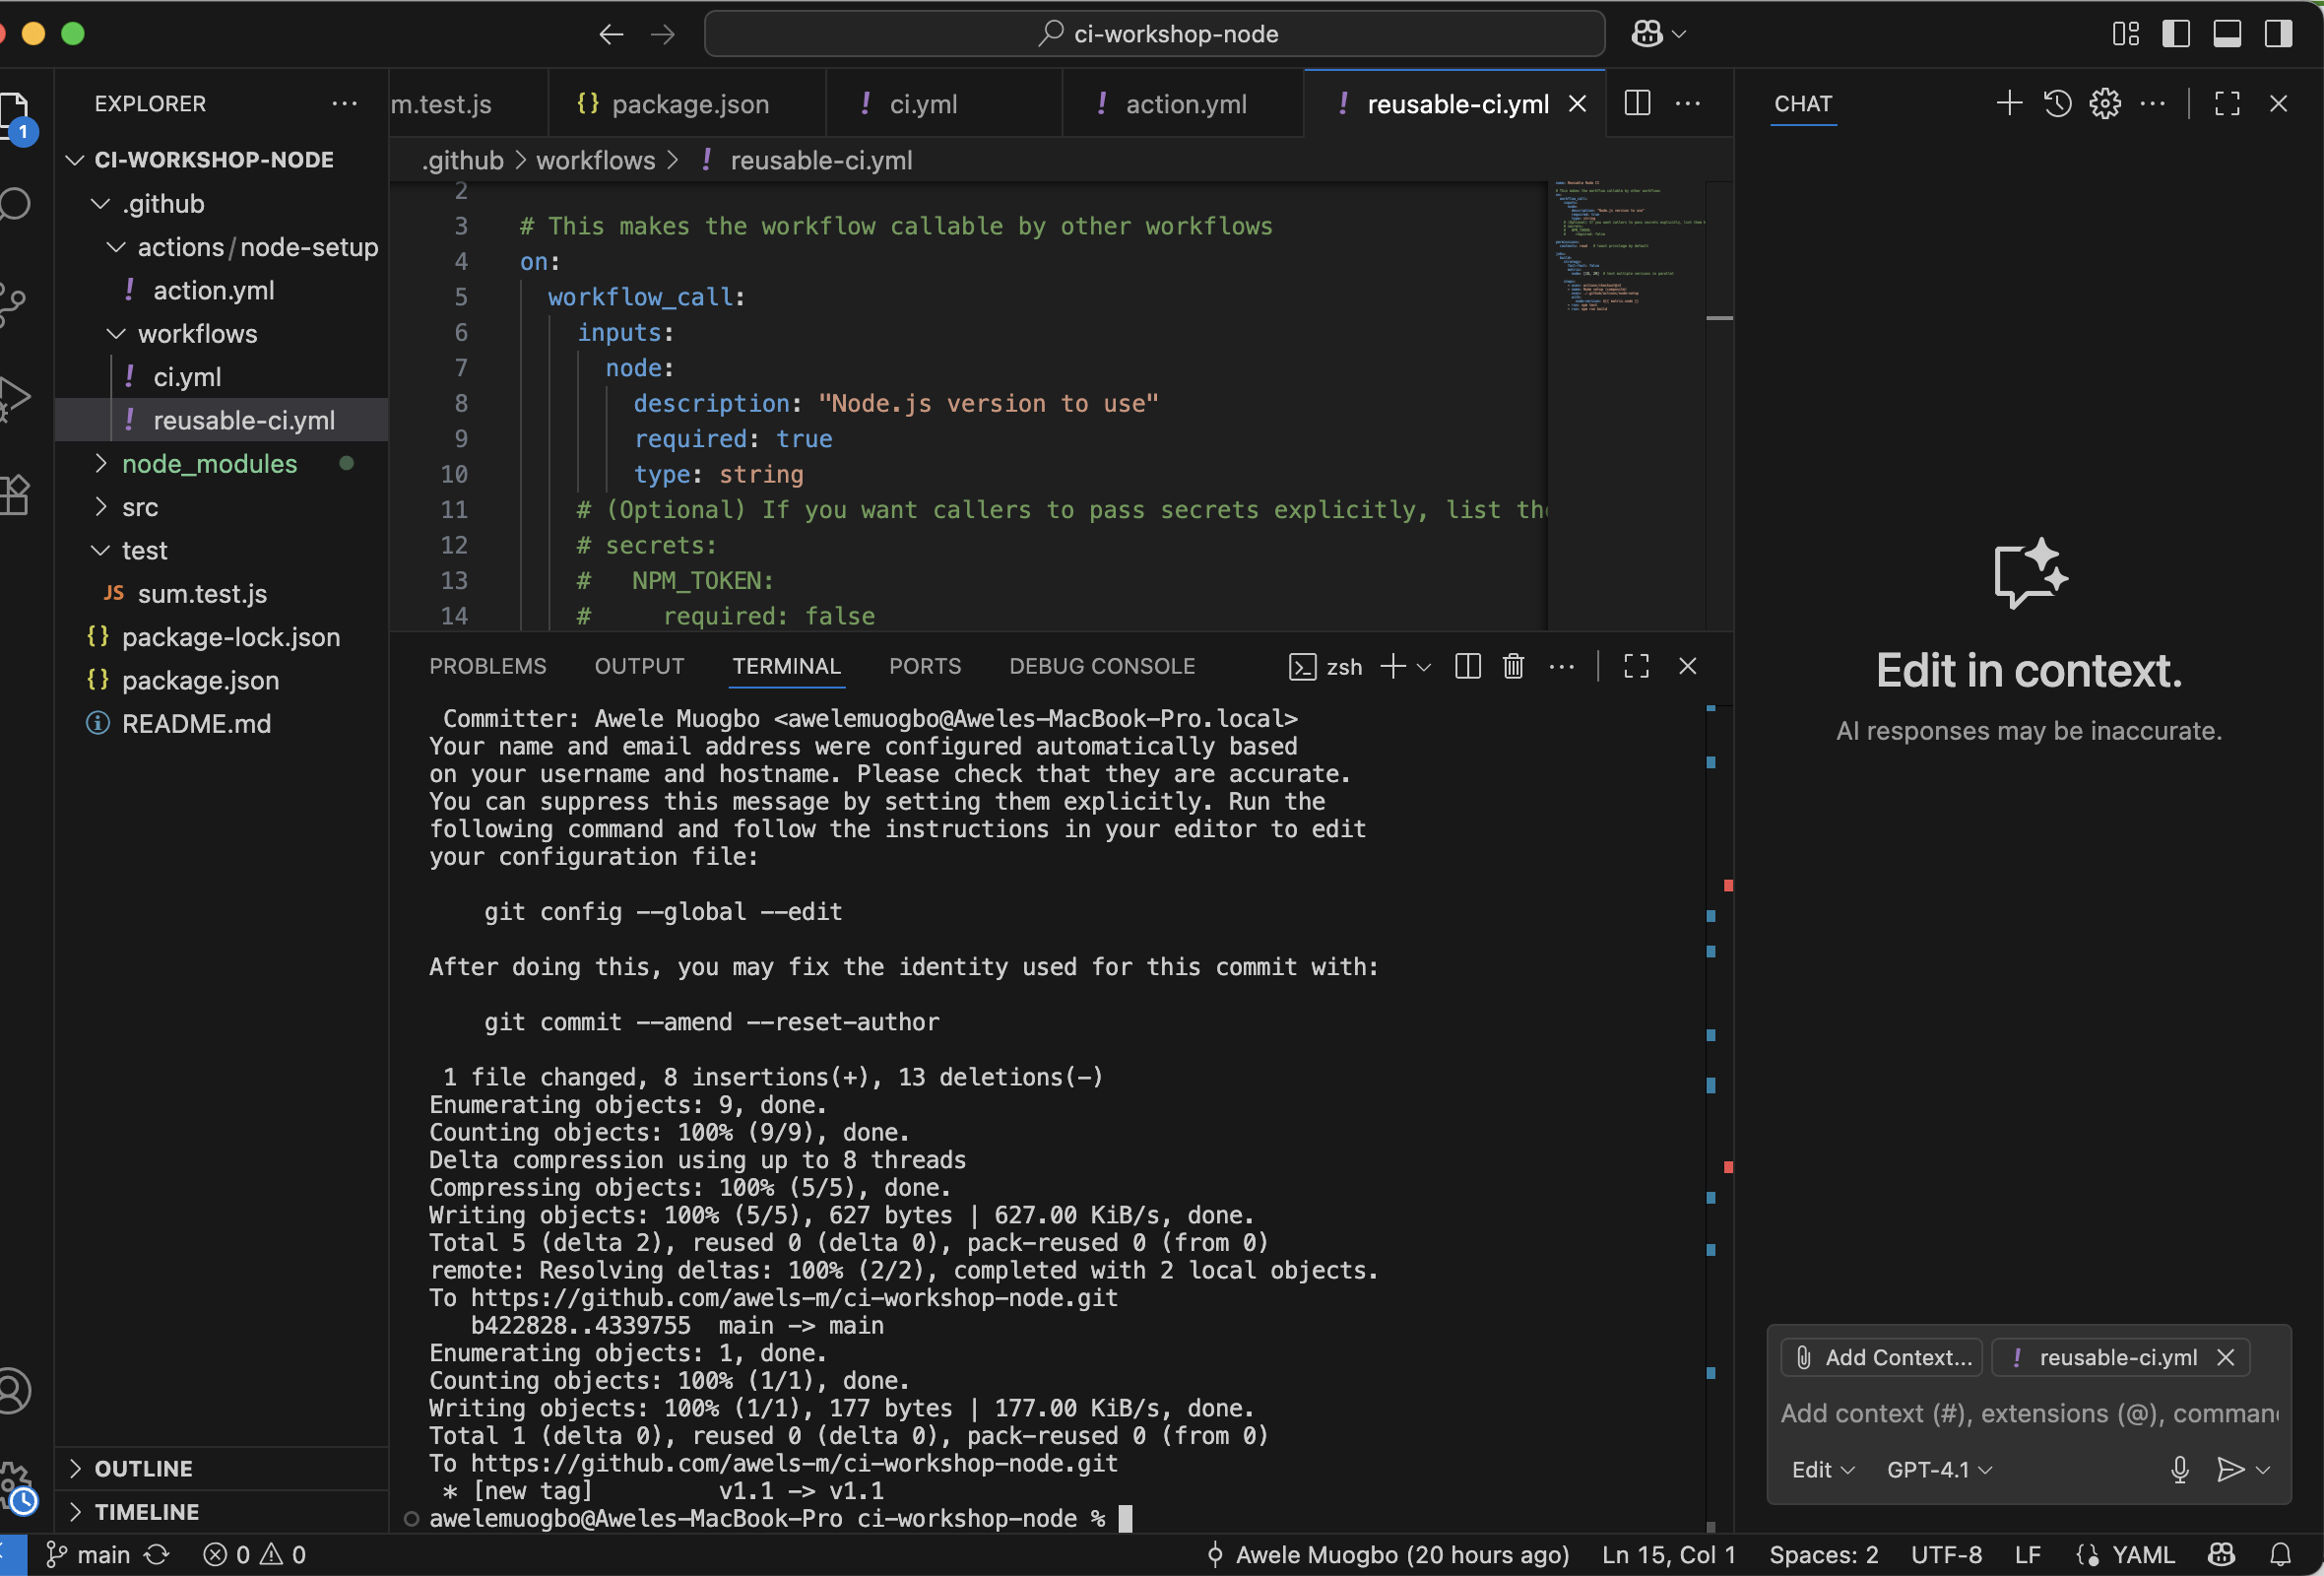 ci-workshop-node
EXPLORER
1
CI-WORKSHOP-NODE
.github
actions/node-setup
! action.yml
workflows
! ci.yml
! reusable-ci.yml
node_modules
src
test
JS sum.test.js
{} package-lock.json
{} package.json
README.md
OUTLINE
TIMELINE
m.test.js
{} package.json
! ci.yml
! action.yml
! reusable-ci.yml
.github > workflows > ! reusable-ci.yml
2
3 # This makes the workflow callable by other workflows
4 on:
5 workflow_call:
6 inputs:
7 node:
8 description: "Node.js version to use"
9 required: true
10 type: string
11 # (Optional) If you want callers to pass secrets explicitly, list the
12 # secrets:
13 #   NPM_TOKEN:
14 #     required: false
PROBLEMS OUTPUT TERMINAL PORTS DEBUG CONSOLE zsh
Committer: Awele Muogbo <awelemuogbo@Aweles-MacBook-Pro.local>
Your name and email address were configured automatically based
on your username and hostname. Please check that they are accurate.
You can suppress this message by setting them explicitly. Run the
following command and follow the instructions in your editor to edit
your configuration file:
git config --global --edit
After doing this, you may fix the identity used for this commit with:
git commit --amend --reset-author
1 file changed, 8 insertions(+), 13 deletions(-)
Enumerating objects: 9, done.
Counting objects: 100% (9/9), done.
Delta compression using up to 8 threads
Compressing objects: 100% (5/5), done.
Writing objects: 100% (5/5), 627 bytes | 627.00 KiB/s, done.
Total 5 (delta 2), reused 0 (delta 0), pack-reused 0 (from 0)
remote: Resolving deltas: 100% (2/2), completed with 2 local objects.
To https://github.com/awels-m/ci-workshop-node.git
b422828..4339755  main -> main
Enumerating objects: 1, done.
Counting objects: 100% (1/1), done.
Writing objects: 100% (1/1), 177 bytes | 177.00 KiB/s, done.
Total 1 (delta 0), reused 0 (delta 0), pack-reused 0 (from 0)
To https://github.com/awels-m/ci-workshop-node.git
* [new tag]         v1.1 -> v1.1
awelemuogbo@Aweles-MacBook-Pro ci-workshop-node %
CHAT
Edit in context.
AI responses may be inaccurate.
Add Context...
! reusable-ci.yml
Add context (#), extensions (@), comman
Edit
GPT-4.1
main
0 0
Awele Muogbo (20 hours ago)
Ln 15, Col 1
Spaces: 2
UTF-8
LF
YAML